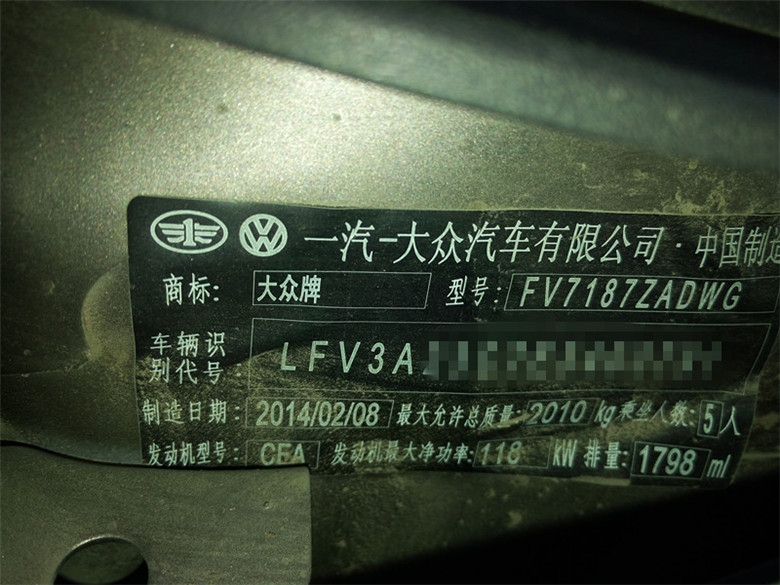 一汽-大众汽车有限公司·中国制造
商标: 大众牌 型号: FV7187ZADWG
车辆识别代号: LFV3A
制造日期: 2014/02/08 最大允许总质量: 2010 kg 乘坐人数: 5 人
发动机型号: CEA 发动机最大净功率: 118 kW 排量: 1798 ml